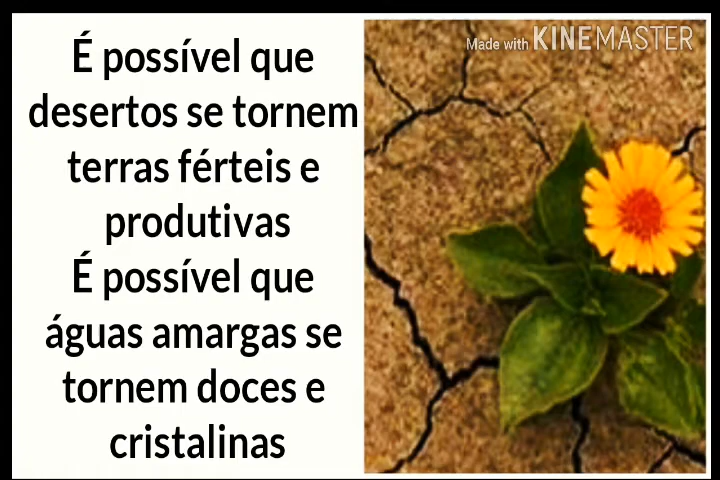 É possível que
desertos se tornem
terras férteis e
produtivas
É possível que
águas amargas se
tornem doces e
cristalinas
Made with KINEMASTER